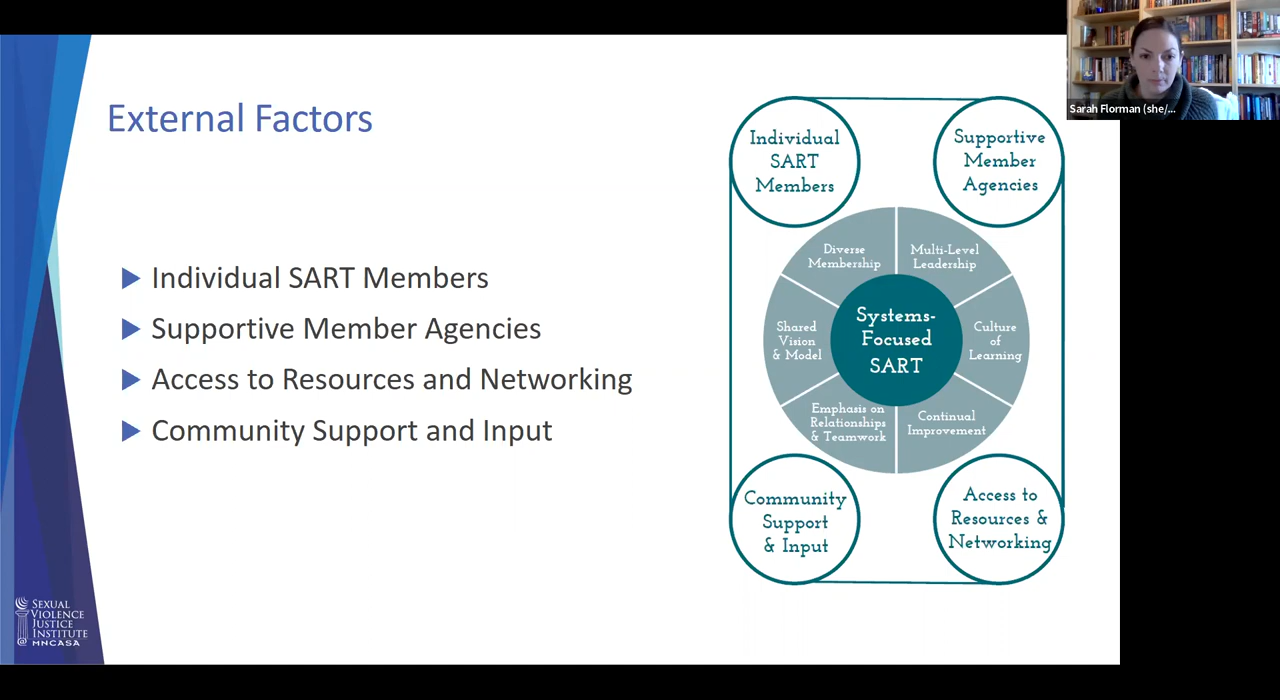 External Factors
Individual SART Members
Supportive Member Agencies
Access to Resources and Networking
Community Support and Input
Individual
SART
Members
Supportive
Member
Agencies
Diverse
Membership
Multi-Level
Leadership
Shared
Vision
& Model
Systems-
Focused
SART
Culture
of
Learning
Emphasis on
Relationships
& Teamwork
Continual
Improvement
Community
Support
& Input
Access to
Resources &
Networking
SEXUAL
VIOLENCE
JUSTICE
INSTITUTE
@ MNCASA
Sarah Florman (she/...